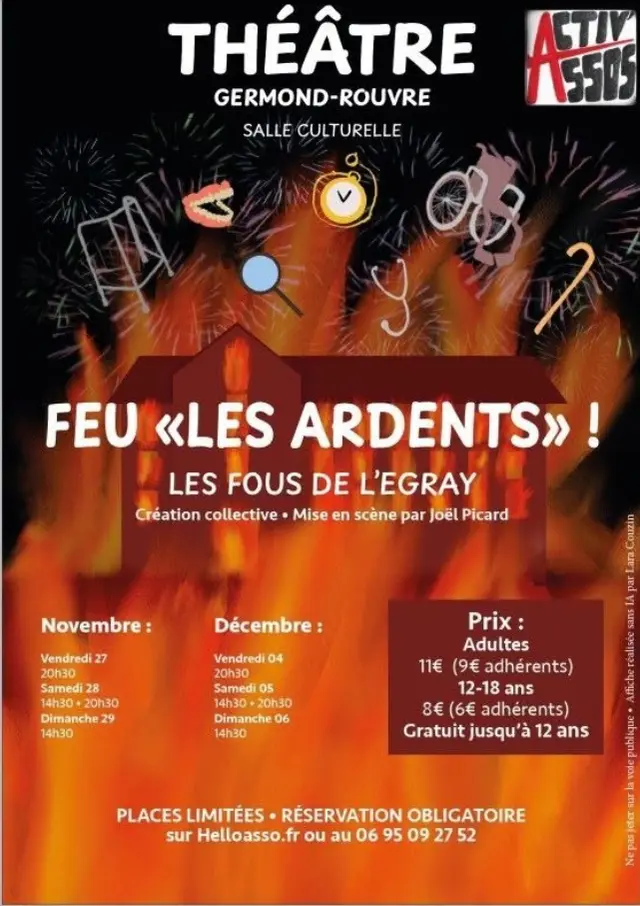 THÉÂTRE
GERMOND-ROUVRE
SALLE CULTURELLE
ACTIV'
ASSOS
FEU «LES ARDENTS» !
LES FOUS DE L'EGRAY
Création collective • Mise en scène par Joël Picard
Novembre :
Vendredi 27
20h30
Samedi 28
14h30 • 20h30
Dimanche 29
14h30
Décembre :
Vendredi 04
20h30
Samedi 05
14h30 • 20h30
Dimanche 06
14h30
Prix :
Adultes
11€ (9€ adhérents)
12-18 ans
8€ (6€ adhérents)
Gratuit jusqu'à 12 ans
PLACES LIMITÉES • RÉSERVATION OBLIGATOIRE
sur Helloasso.fr ou au 06 95 09 27 52
Ne pas jeter sur la voie publique • Affiche réalisée sans IA par Lara Couzin